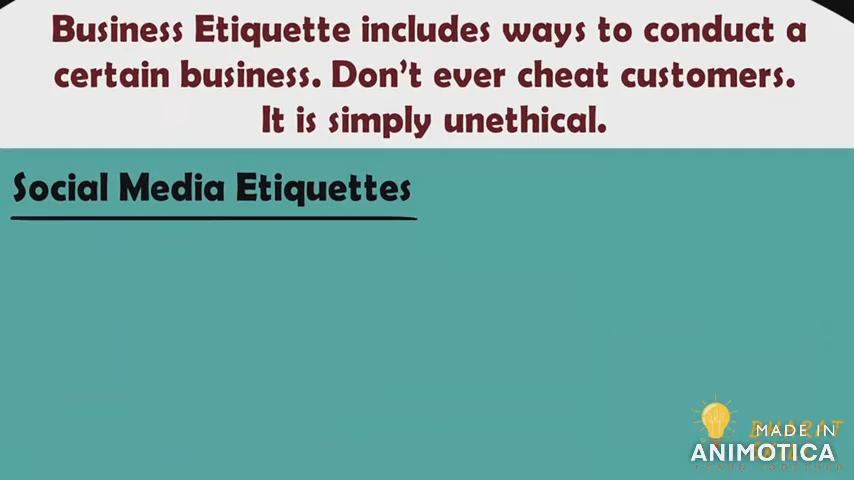 Business Etiquette includes ways to conduct a
certain business. Don't ever cheat customers.
It is simply unethical.
Social Media Etiquettes
MADE IN
ANIMOTICA